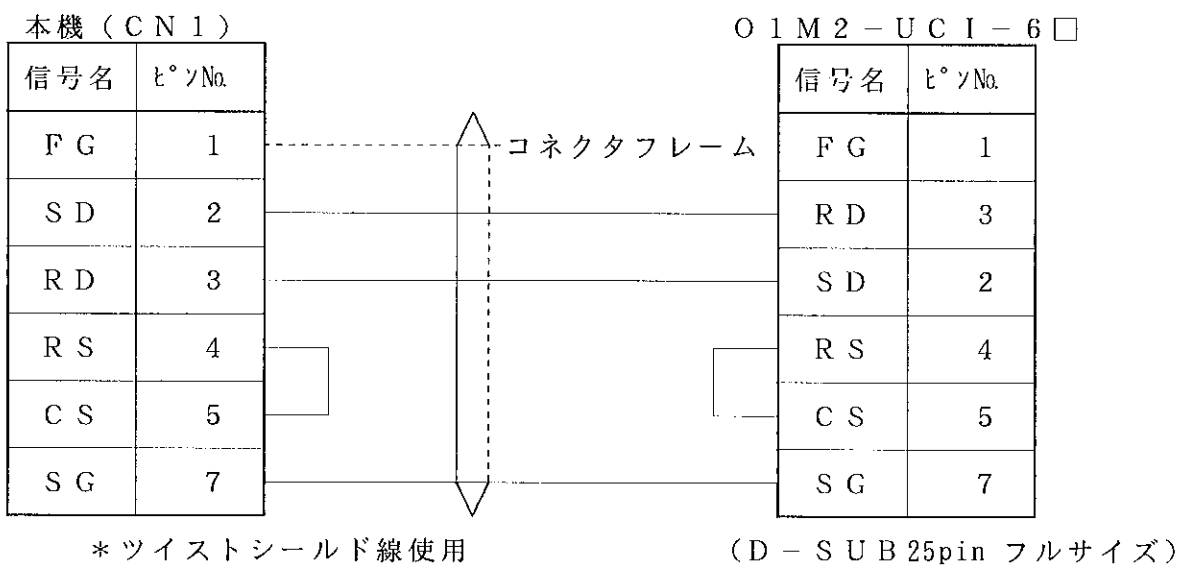 本機（CN1）
O1M2－UCI－6□
信号名 ﾋﾟﾝNo.
FG 1
SD 2
RD 3
RS 4
CS 5
SG 7
コネクタフレーム
信号名 ﾋﾟﾝNo.
FG 1
RD 3
SD 2
RS 4
CS 5
SG 7
＊ツイストシールド線使用
（D－SUB25pin フルサイズ）